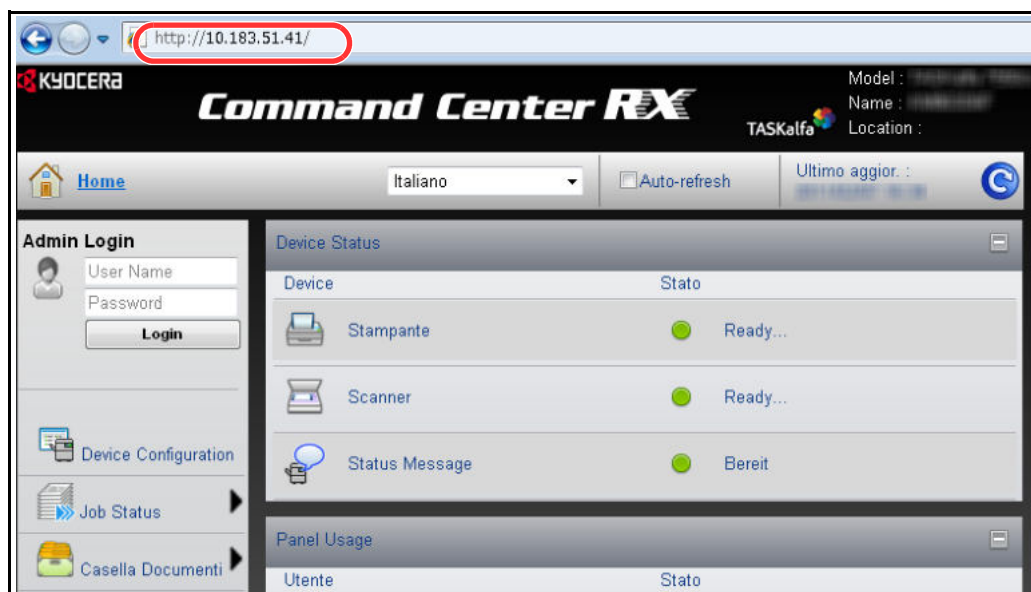 http://10.183.51.41/
KYOCERA
Command Center RX
TASKalfa
Model :
Name :
Location :
Home
Italiano
Auto-refresh
Ultimo aggior. :
Admin Login
User Name
Password
Login
Device Configuration
Job Status
Casella Documenti
Device Status
Device Stato
Stampante Ready...
Scanner Ready...
Status Message Bereit
Panel Usage
Utente Stato